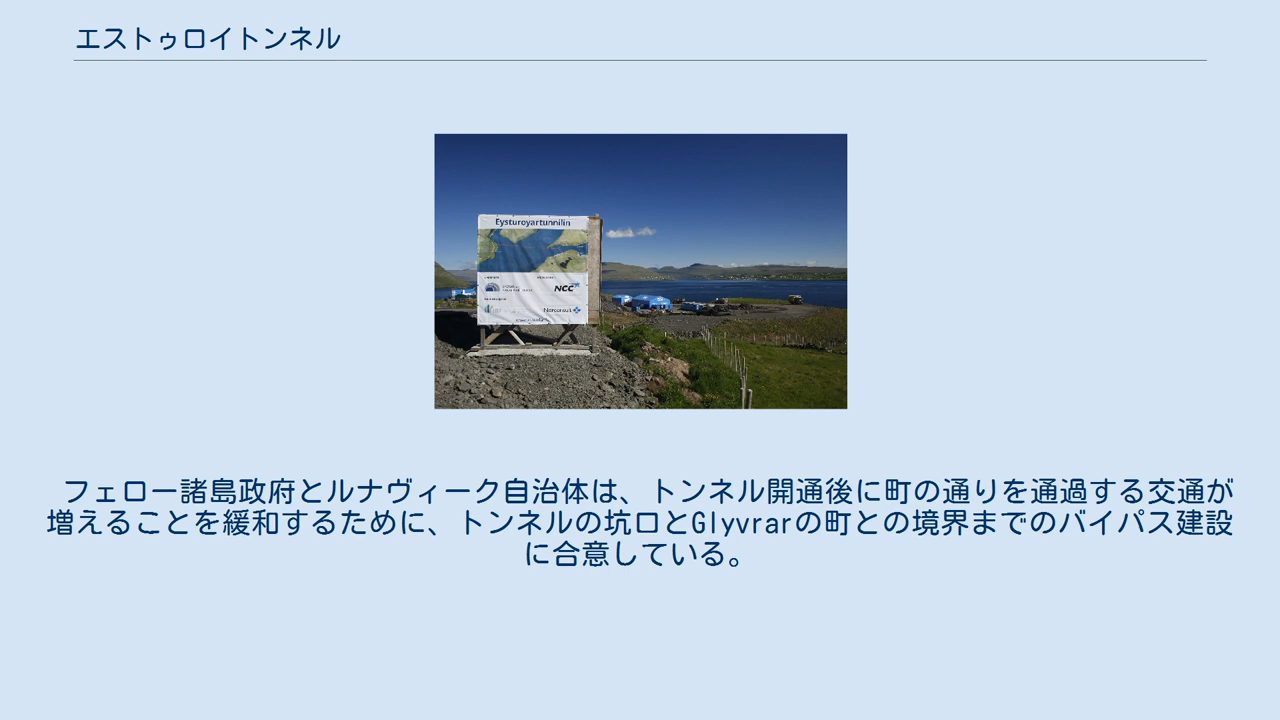 エストゥロイトンネル
Eysturoyartunnilin
NCC
Norconsult
フェロー諸島政府とルナヴィーク自治体は、トンネル開通後に町の通りを通過する交通が
増えることを緩和するために、トンネルの坑口とGlyvrarの町との境界までのバイパス建設
に合意している。